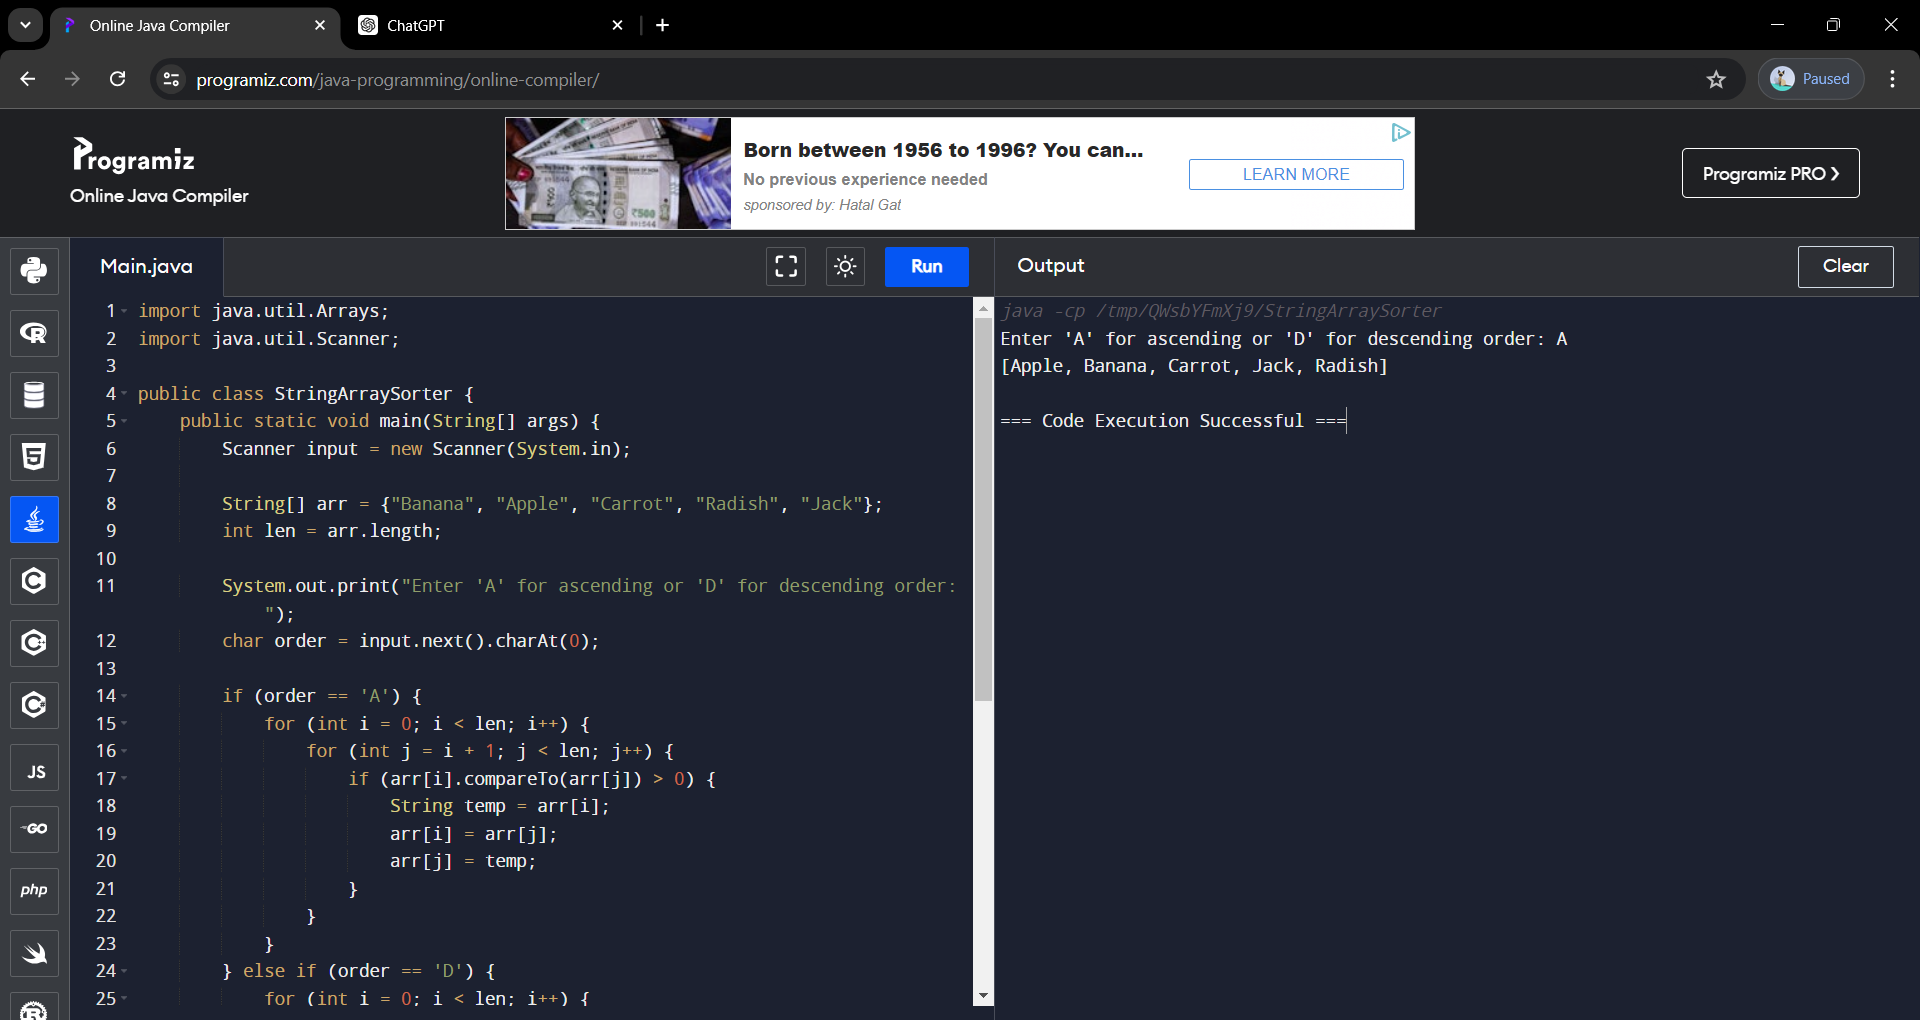 Online Java Compiler
ChatGPT
programiz.com/java-programming/online-compiler/
Paused
Programiz
Online Java Compiler
Born between 1956 to 1996? You can...
No previous experience needed
sponsored by: Hatal Gat
LEARN MORE
Programiz PRO ›
Main.java
Run
1 import java.util.Arrays;
2 import java.util.Scanner;
3
4 public class StringArraySorter {
5 public static void main(String[] args) {
6 Scanner input = new Scanner(System.in);
7
8 String[] arr = {"Banana", "Apple", "Carrot", "Radish", "Jack"};
9 int len = arr.length;
10
11 System.out.print("Enter 'A' for ascending or 'D' for descending order:
");
12 char order = input.next().charAt(0);
13
14 if (order == 'A') {
15 for (int i = 0; i < len; i++) {
16 for (int j = i + 1; j < len; j++) {
17 if (arr[i].compareTo(arr[j]) > 0) {
18 String temp = arr[i];
19 arr[i] = arr[j];
20 arr[j] = temp;
21 }
22 }
23 }
24 } else if (order == 'D') {
25 for (int i = 0; i < len; i++) {
Output
Clear
java -cp /tmp/QWsbYFmXj9/StringArraySorter
Enter 'A' for ascending or 'D' for descending order: A
[Apple, Banana, Carrot, Jack, Radish]
=== Code Execution Successful ===
JS
GO
php